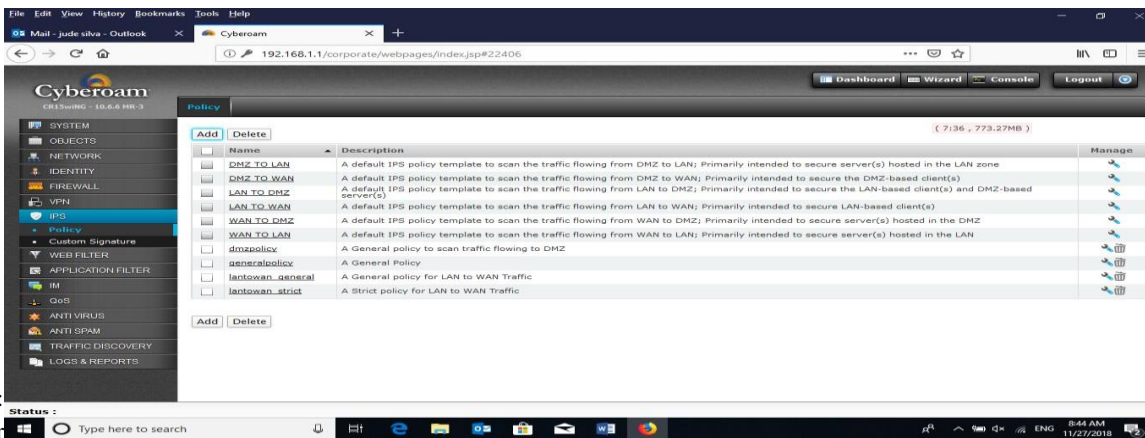 File Edit View History Bookmarks Tools Help
Mail - jude silva - Outlook
Cyberoam
192.168.1.1/corporate/webpages/index.jsp#22406
Cyberoam
CR15wiNG - 10.6.6 MR-3
Dashboard Wizard Console Logout
Policy
SYSTEM
OBJECTS
NETWORK
IDENTITY
FIREWALL
VPN
IPS
Policy
Custom Signature
WEB FILTER
APPLICATION FILTER
IM
QoS
ANTI VIRUS
ANTI SPAM
TRAFFIC DISCOVERY
LOGS & REPORTS
Add Delete
( 7:36 , 773.27MB )
Name Description Manage
DMZ TO LAN A default IPS policy template to scan the traffic flowing from DMZ to LAN; Primarily intended to secure server(s) hosted in the LAN zone
DMZ TO WAN A default IPS policy template to scan the traffic flowing from DMZ to WAN; Primarily intended to secure the DMZ-based client(s)
LAN TO DMZ A default IPS policy template to scan the traffic flowing from LAN to DMZ; Primarily intended to secure the LAN-based client(s) and DMZ-based
server(s)
LAN TO WAN A default IPS policy template to scan the traffic flowing from LAN to WAN; Primarily intended to secure LAN-based client(s)
WAN TO DMZ A default IPS policy template to scan the traffic flowing from WAN to DMZ; Primarily intended to secure server(s) hosted in the DMZ
WAN TO LAN A default IPS policy template to scan the traffic flowing from WAN to LAN; Primarily intended to secure server(s) hosted in the LAN
dmzpolicy A General policy to scan traffic flowing to DMZ
generalpolicy A General Policy
lantowan_general A General Policy for LAN to WAN Traffic
lantowan_strict A Strict policy for LAN to WAN Traffic
Add Delete
Status :
Type here to search
ENG
8:44 AM
11/27/2018